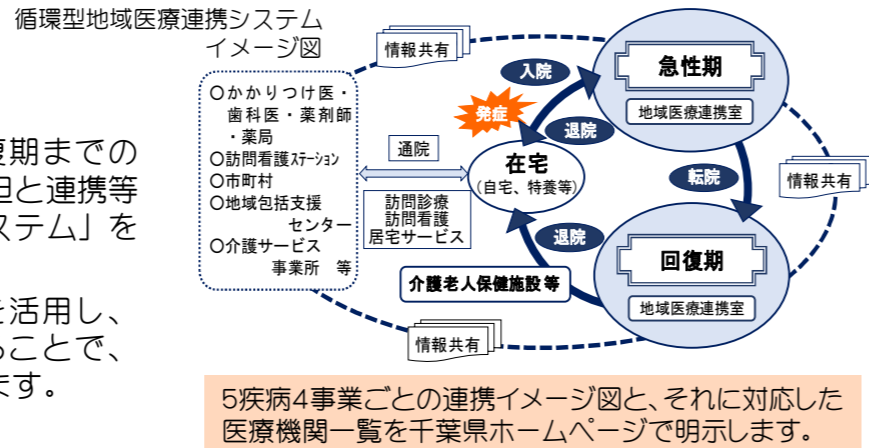 循環型地域医療連携システム
イメージ図
復期までの
担と連携等
ステム」を
を活用し、
ることで、
ます。
〇かかりつけ医・
歯科医・薬剤師
・薬局
〇訪問看護ステーション
〇市町村
〇地域包括支援
センター
〇介護サービス
事業所 等
情報共有
通院
訪問診療
訪問看護
居宅サービス
発症
入院
退院
在宅
(自宅、特養等)
急性期
地域医療連携室
転院
情報共有
回復期
地域医療連携室
退院
介護老人保健施設等
情報共有
5疾病4事業ごとの連携イメージ図と、それに対応した
医療機関一覧を千葉県ホームページで明示します。